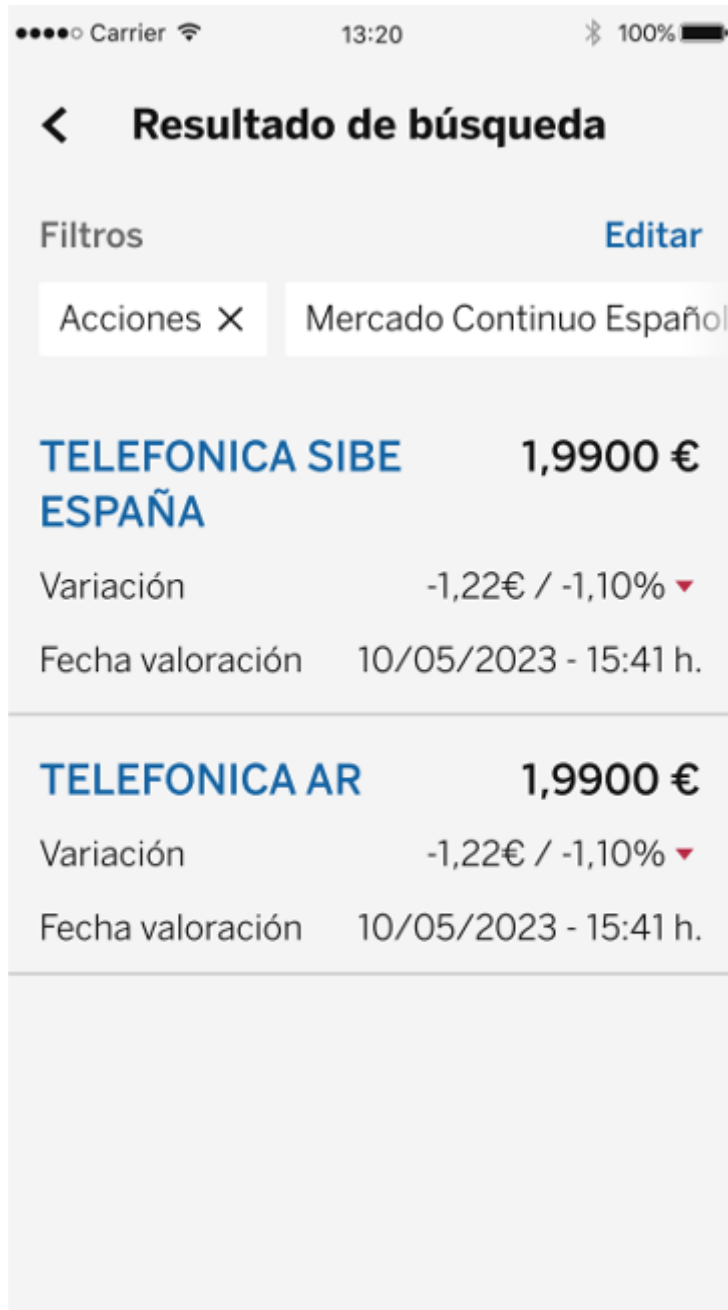 Carrier 13:20 100%
Resultado de búsqueda
Filtros Editar
Acciones Mercado Continuo Español
TELEFONICA SIBE 1,9900 €
ESPAÑA
Variación -1,22€ / -1,10%
Fecha valoración 10/05/2023 - 15:41 h.
TELEFONICA AR 1,9900 €
Variación -1,22€ / -1,10%
Fecha valoración 10/05/2023 - 15:41 h.